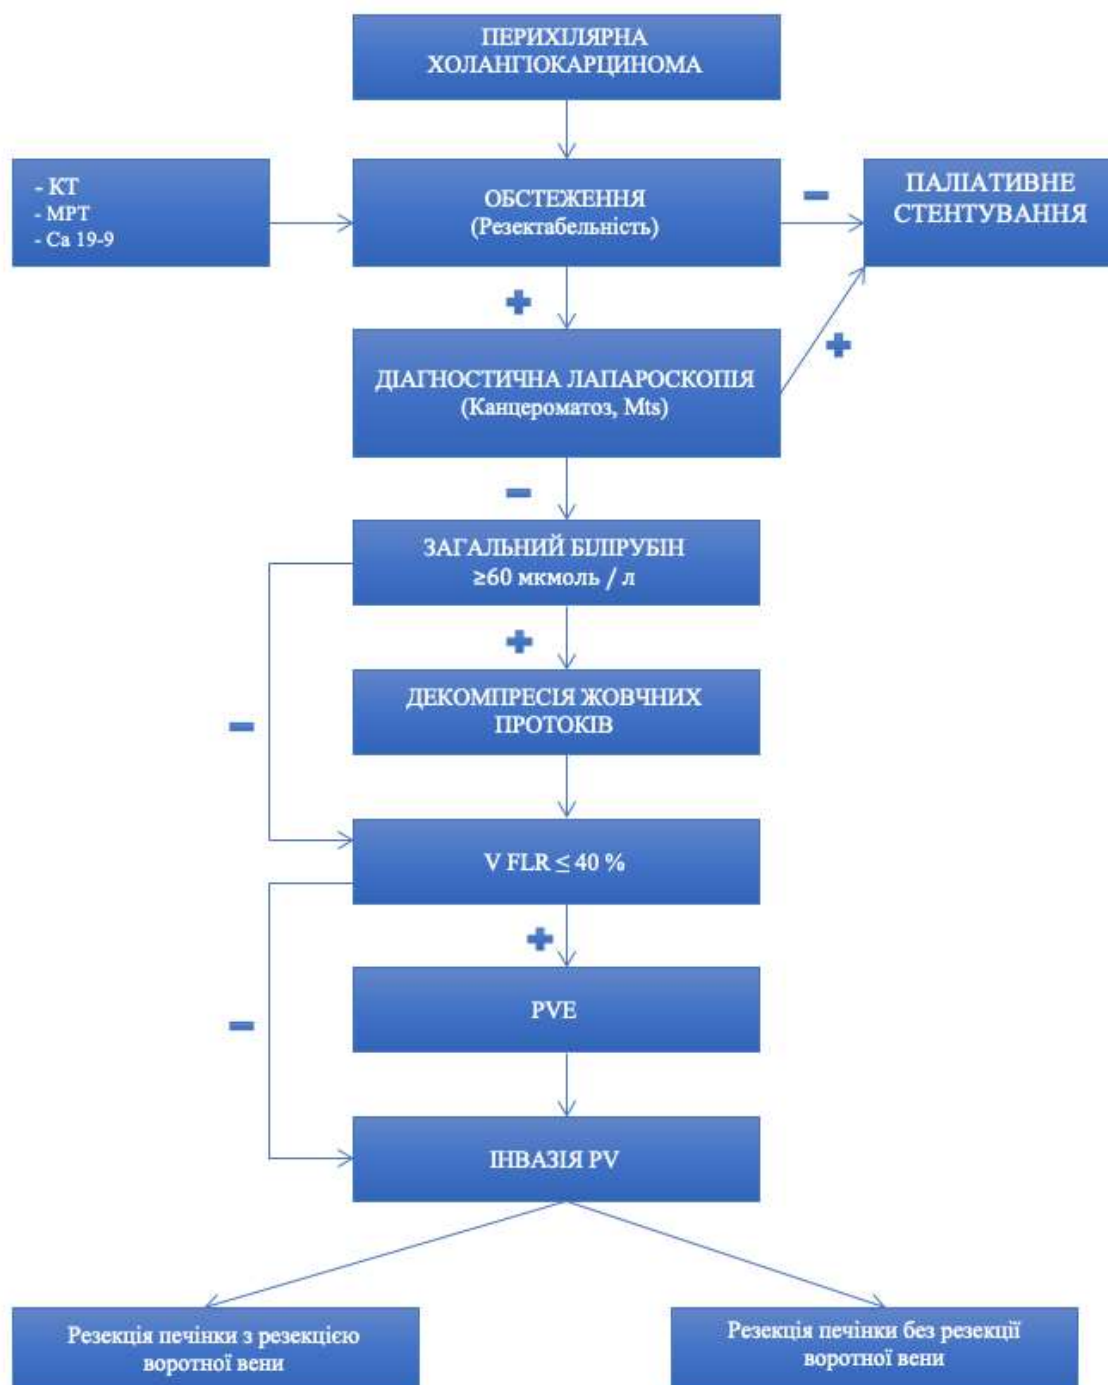 ПЕРИХІЛЯРНА
ХОЛАНГІОКАРЦИНОМА
- КТ
- МРТ
- Са 19-9
ОБСТЕЖЕННЯ
(Резектабельність)
ПАЛІАТИВНЕ
СТЕНТУВАННЯ
ДІАГНОСТИЧНА ЛАПАРОСКОПІЯ
(Канцероматоз, Mts)
ЗАГАЛЬНИЙ БІЛІРУБІН
≥60 мкмоль / л
ДЕКОМПРЕСІЯ ЖОВЧНИХ
ПРОТОКІВ
V FLR ≤ 40 %
PVE
ІНВАЗІЯ PV
Резекція печінки з резекцією
воротної вени
Резекція печінки без резекції
воротної вени